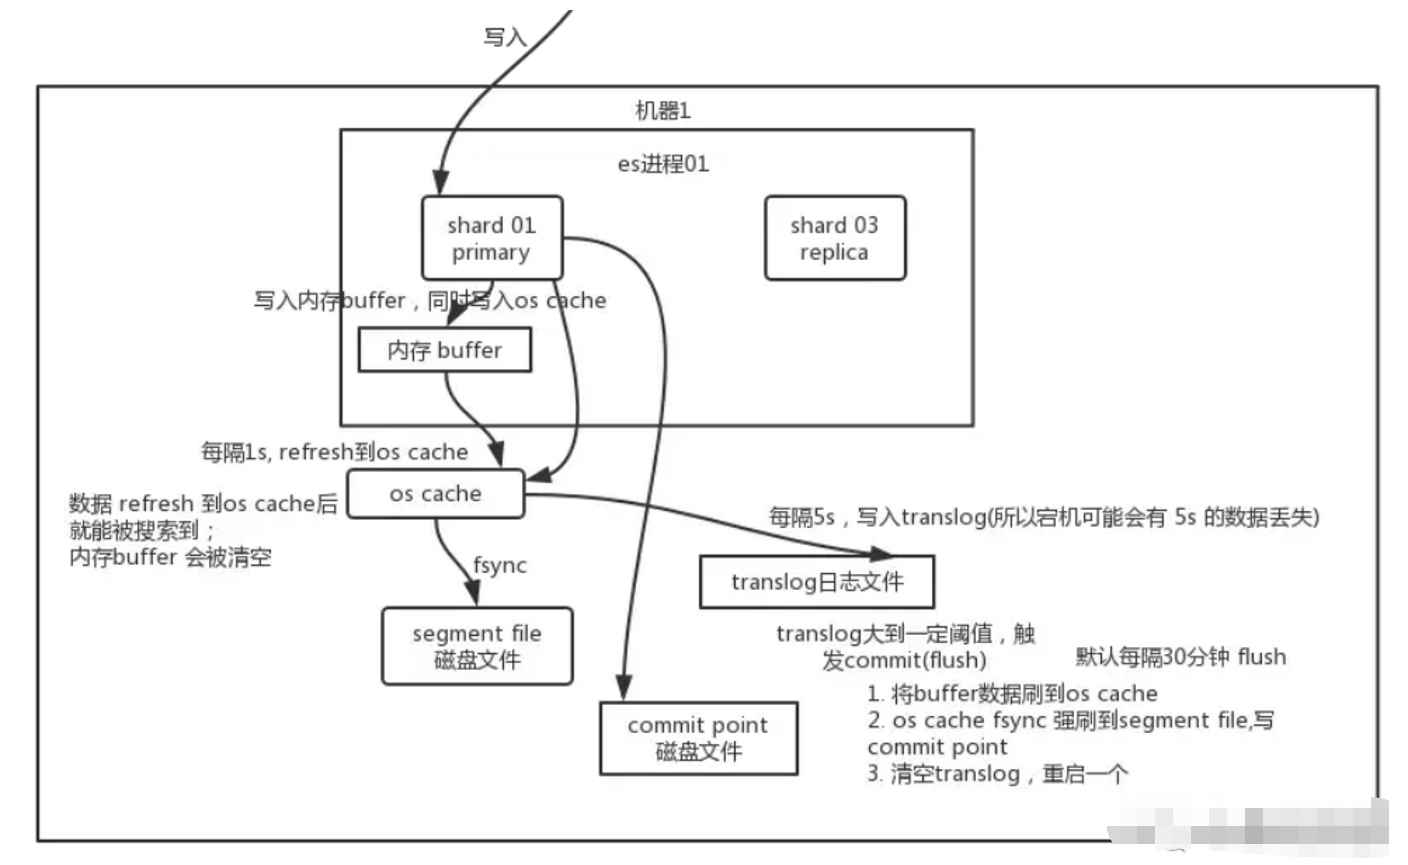 写入
机器1
es进程01
shard 01
primary
shard 03
replica
写入内存buffer，同时写入os cache
内存 buffer
每隔1s, refresh到os cache
os cache
数据 refresh 到os cache后
就能被搜索到；
内存buffer 会被清空
每隔5s，写入translog(所以宕机可能会有 5s 的数据丢失)
fsync
translog日志文件
segment file
磁盘文件
translog大到一定阈值，触
发commit(flush)
默认每隔30分钟 flush
1. 将buffer数据刷到os cache
2. os cache fsync 强刷到segment file,写
commit point
3. 清空translog，重启一个
commit point
磁盘文件